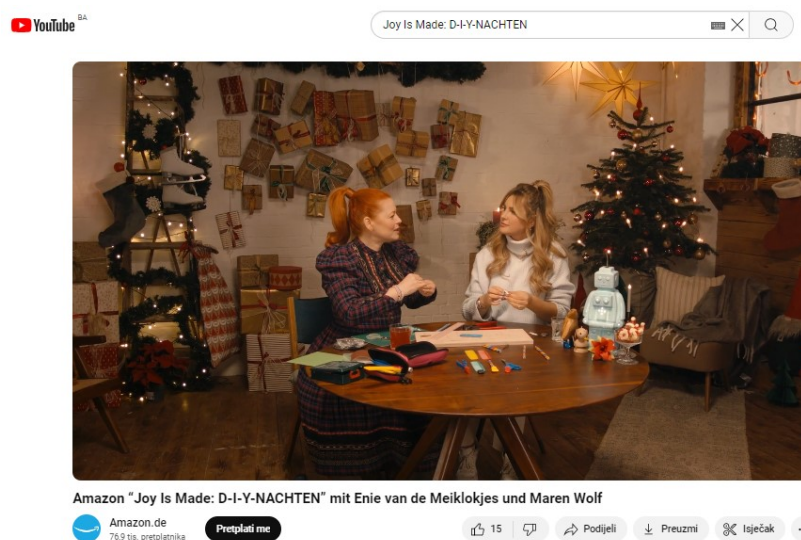 YouTube BA
Joy Is Made: D-I-Y-NACHTEN
Amazon “Joy Is Made: D-I-Y-NACHTEN” mit Enie van de Meiklokjes und Maren Wolf
Amazon.de
76,9 tis. pretplatnika
Pretplati me
15
Podijeli
Preuzmi
Isječak